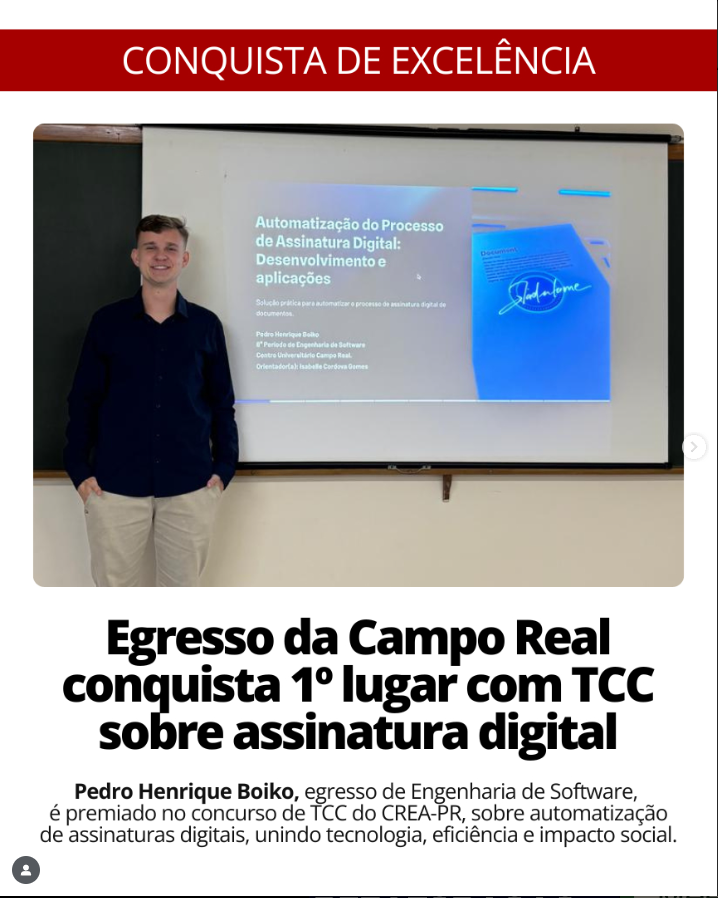 CONQUISTA DE EXCELÊNCIA
Automatização do Processo
de Assinatura Digital:
Desenvolvimento e
aplicações
Solução prática para automatizar o processo de assinatura digital de
documentos.
Pedro Henrique Boiko
8º Período de Engenharia de Software
Centro Universitário Campo Real.
Orientador(a): Isabelle Cordova Gomes
Egresso da Campo Real
conquista 1º lugar com TCC
sobre assinatura digital
Pedro Henrique Boiko, egresso de Engenharia de Software,
é premiado no concurso de TCC do CREA-PR, sobre automatização
de assinaturas digitais, unindo tecnologia, eficiência e impacto social.